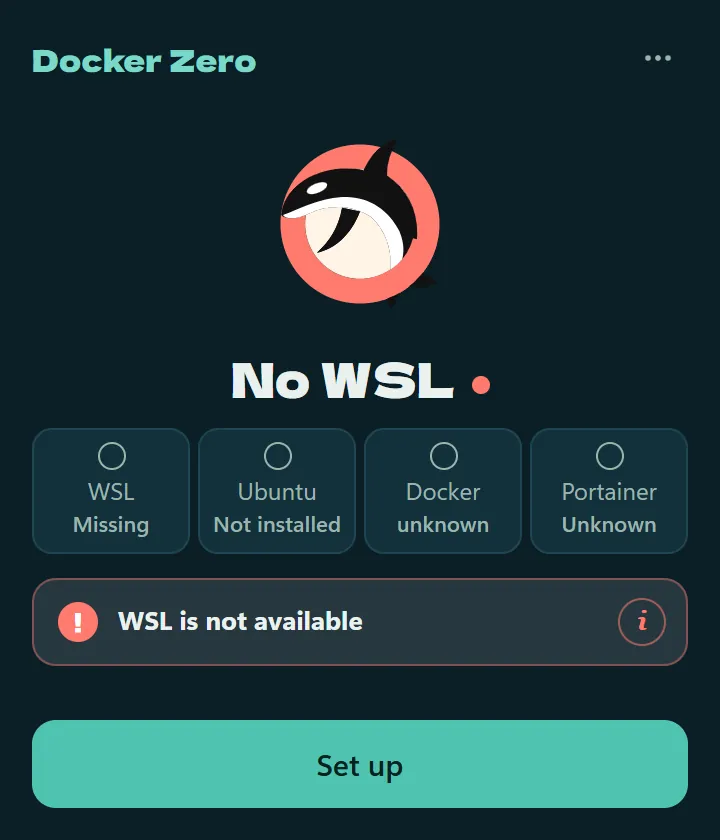 Docker Zero
No WSL
WSL
Missing
Ubuntu
Not installed
Docker
unknown
Portainer
Unknown
! WSL is not available i
Set up